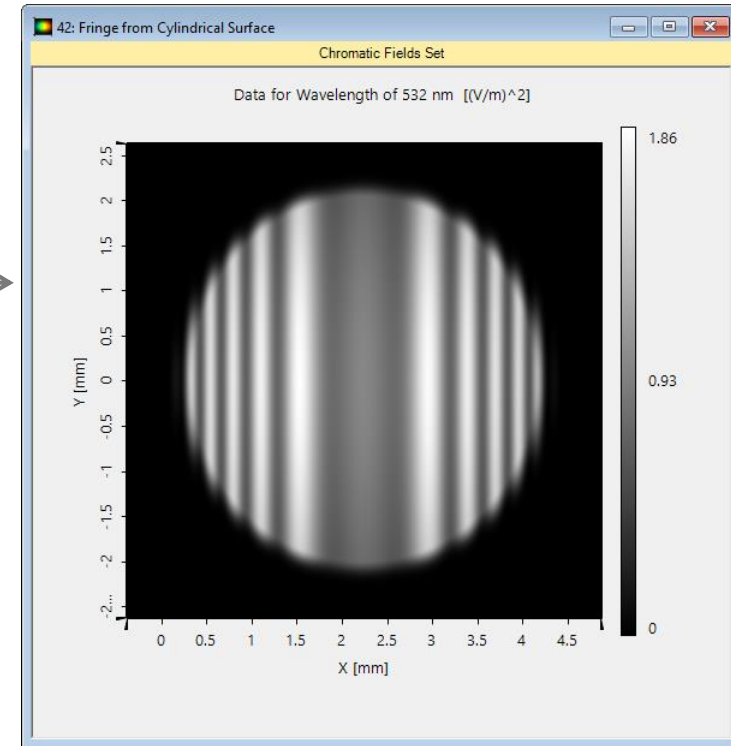 42: Fringe from Cylindrical Surface
Chromatic Fields Set
Data for Wavelength of 532 nm [(V/m)^2]
1.86
0.93
0
Y [mm]
2.5
2
1.5
1
0.5
0
-0.5
-1
-1.5
-2
-2...
0 0.5 1 1.5 2 2.5 3 3.5 4 4.5
X [mm]